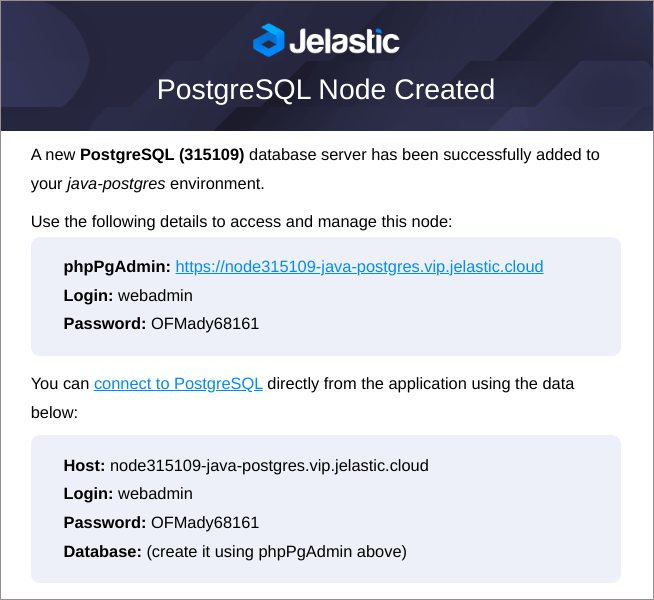 Jelastic
PostgreSQL Node Created
A new PostgreSQL (315109) database server has been successfully added to
your java-postgres environment.
Use the following details to access and manage this node:
phpPgAdmin: https://node315109-java-postgres.vip.jelastic.cloud
Login: webadmin
Password: OFMady68161
You can connect to PostgreSQL directly from the application using the data
below:
Host: node315109-java-postgres.vip.jelastic.cloud
Login: webadmin
Password: OFMady68161
Database: (create it using phpPgAdmin above)